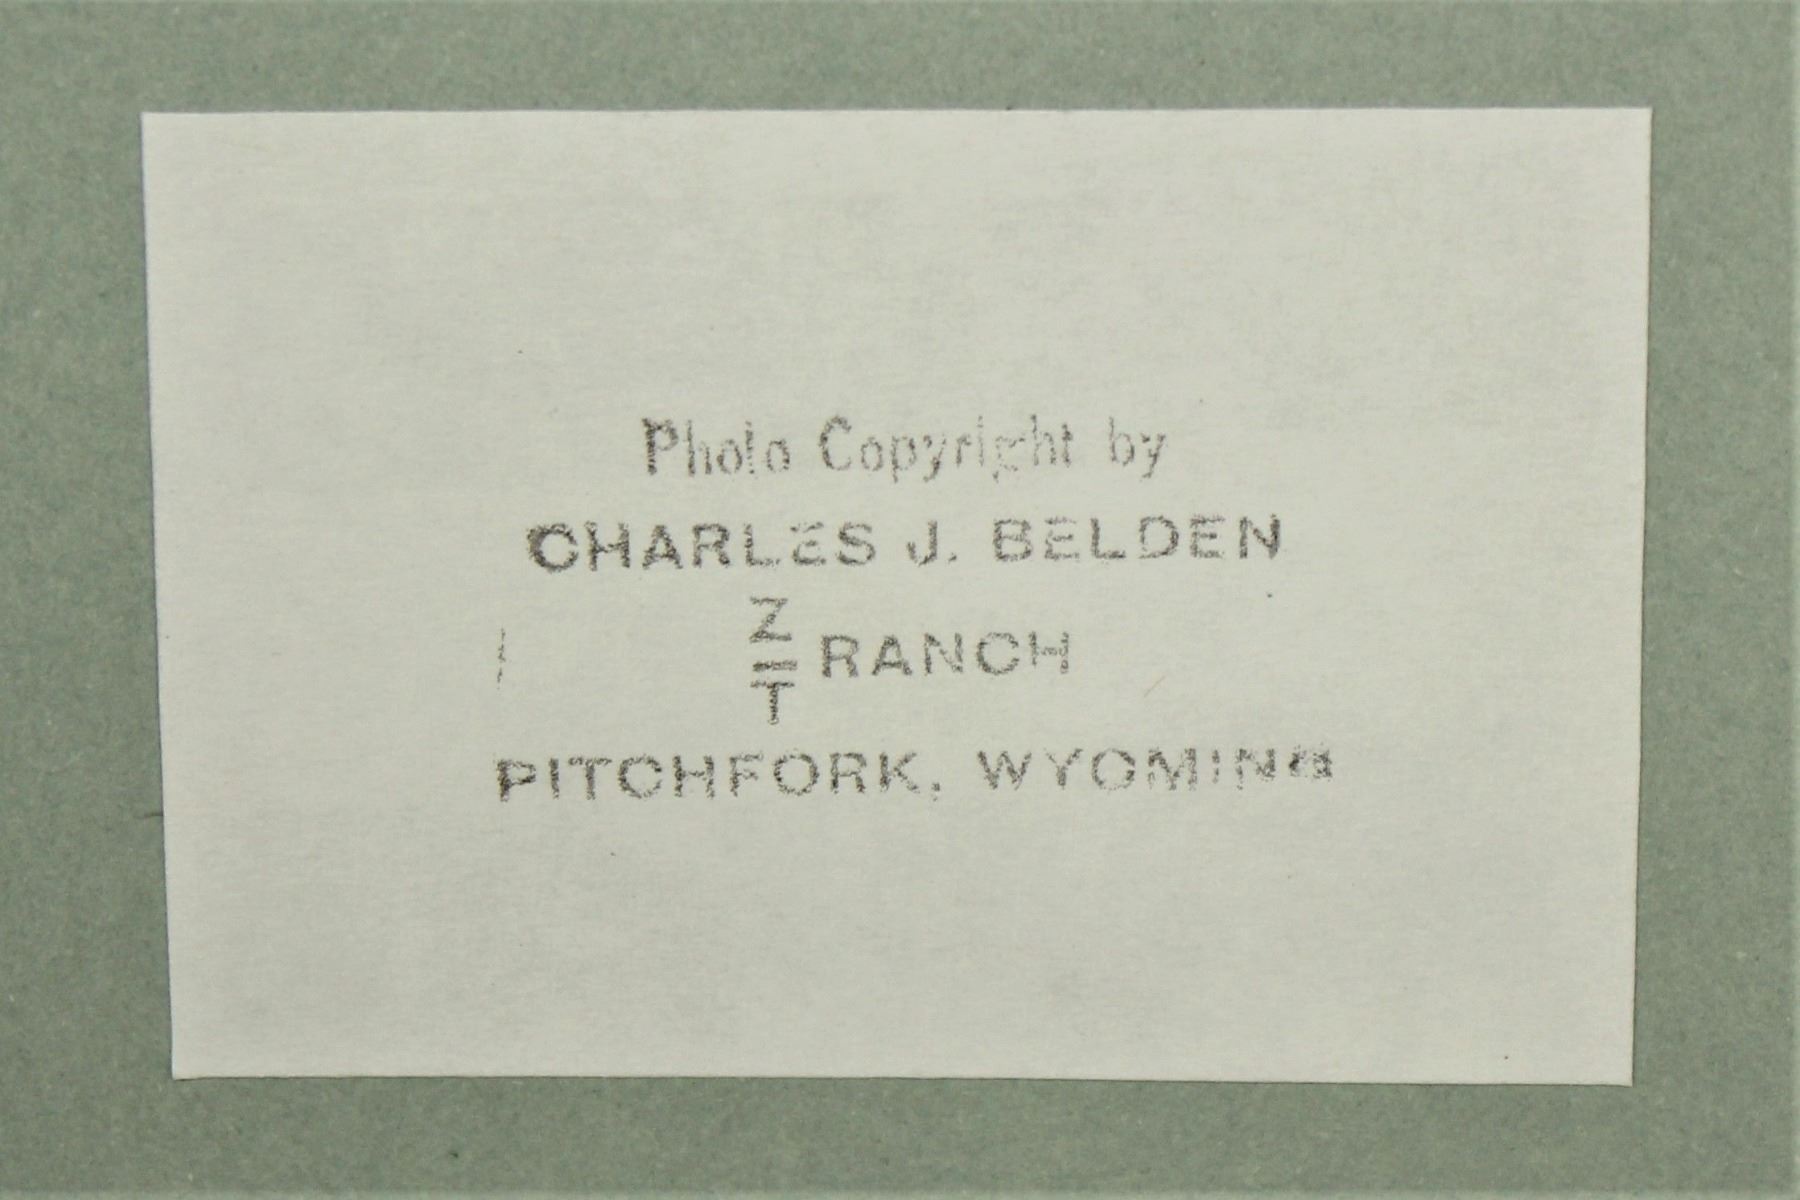 Photo Copyright by
CHARLES J. BELDEN
Z
=
T RANCH
PITCHFORK, WYOMING